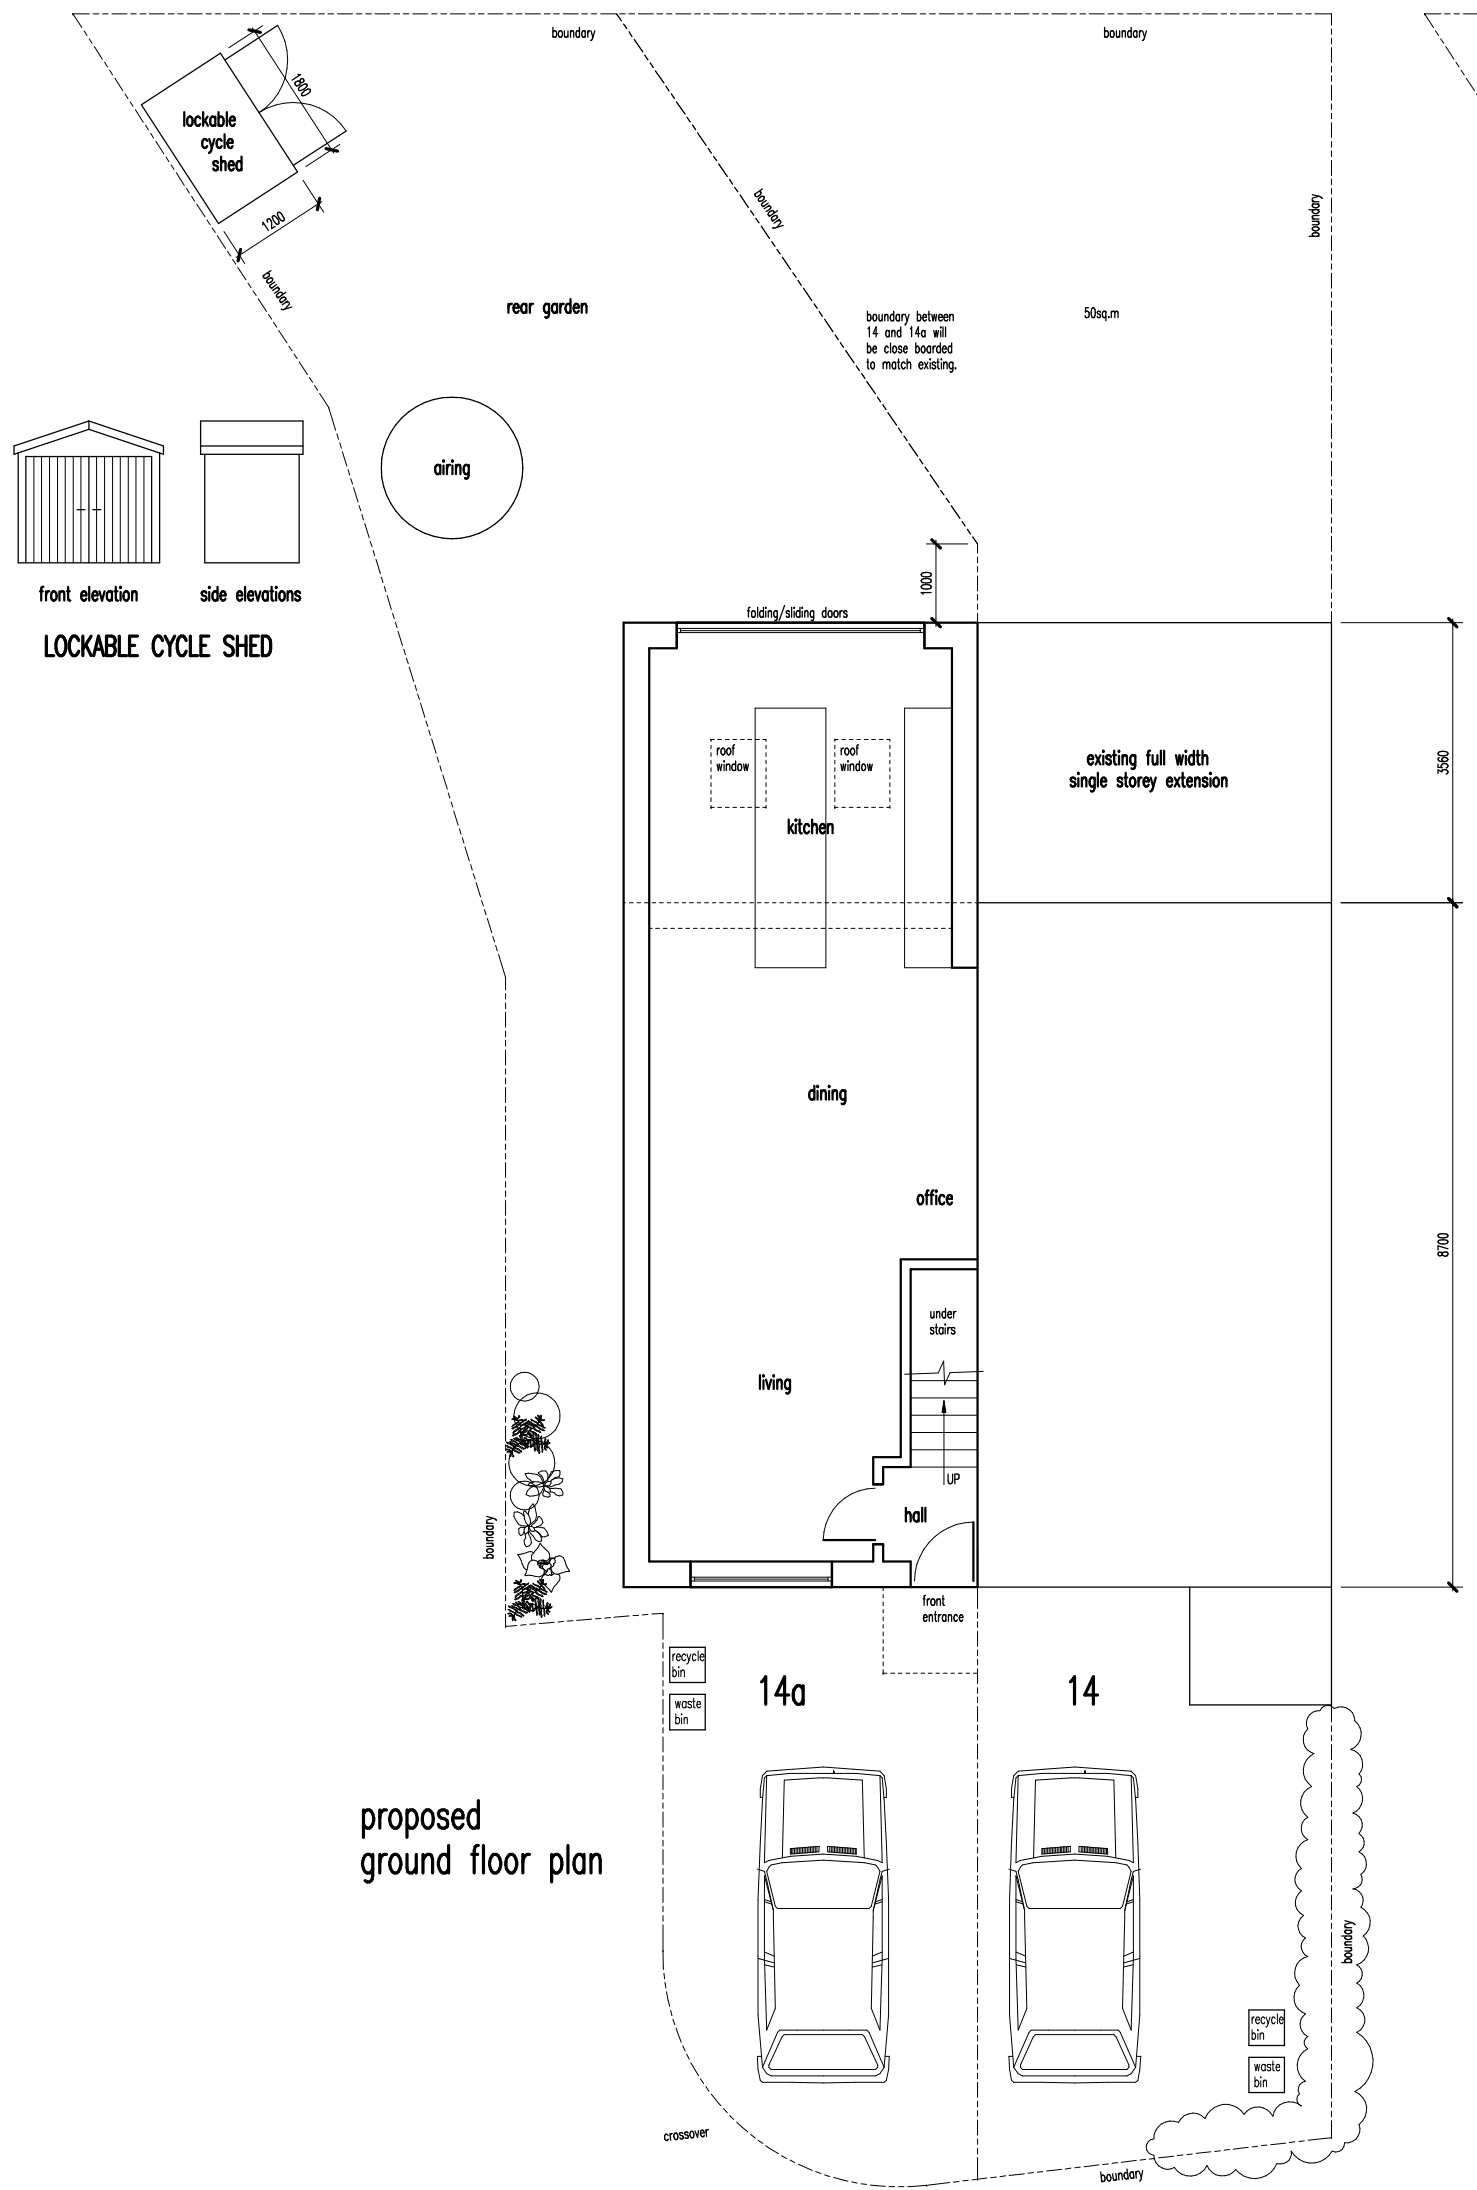 boundary
boundary
1800
lockable
cycle
shed
1200
boundary
boundary
boundary
rear garden
boundary between
14 and 14a will
be close boarded
to match existing.
50sq.m
airing
front elevation
side elevations
LOCKABLE CYCLE SHED
1000
folding/sliding doors
roof
window
roof
window
kitchen
existing full width
single storey extension
3560
dining
office
8700
under
stairs
living
UP
hall
boundary
front
entrance
recycle
bin
waste
bin
14a
14
proposed
ground floor plan
boundary
recycle
bin
waste
bin
crossover
boundary